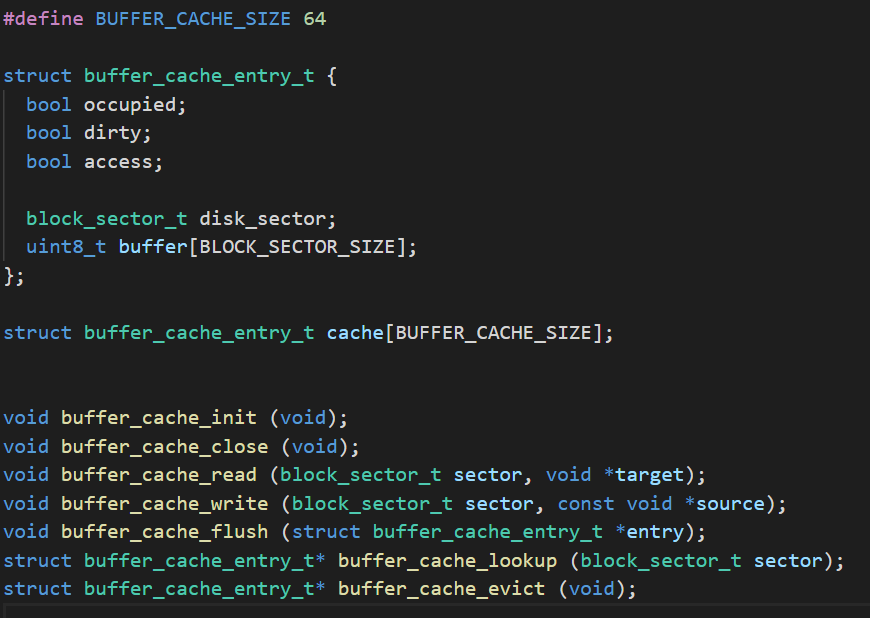 #define BUFFER_CACHE_SIZE 64
struct buffer_cache_entry_t {
bool occupied;
bool dirty;
bool access;
block_sector_t disk_sector;
uint8_t buffer[BLOCK_SECTOR_SIZE];
};
struct buffer_cache_entry_t cache[BUFFER_CACHE_SIZE];
void buffer_cache_init (void);
void buffer_cache_close (void);
void buffer_cache_read (block_sector_t sector, void *target);
void buffer_cache_write (block_sector_t sector, const void *source);
void buffer_cache_flush (struct buffer_cache_entry_t *entry);
struct buffer_cache_entry_t* buffer_cache_lookup (block_sector_t sector);
struct buffer_cache_entry_t* buffer_cache_evict (void);